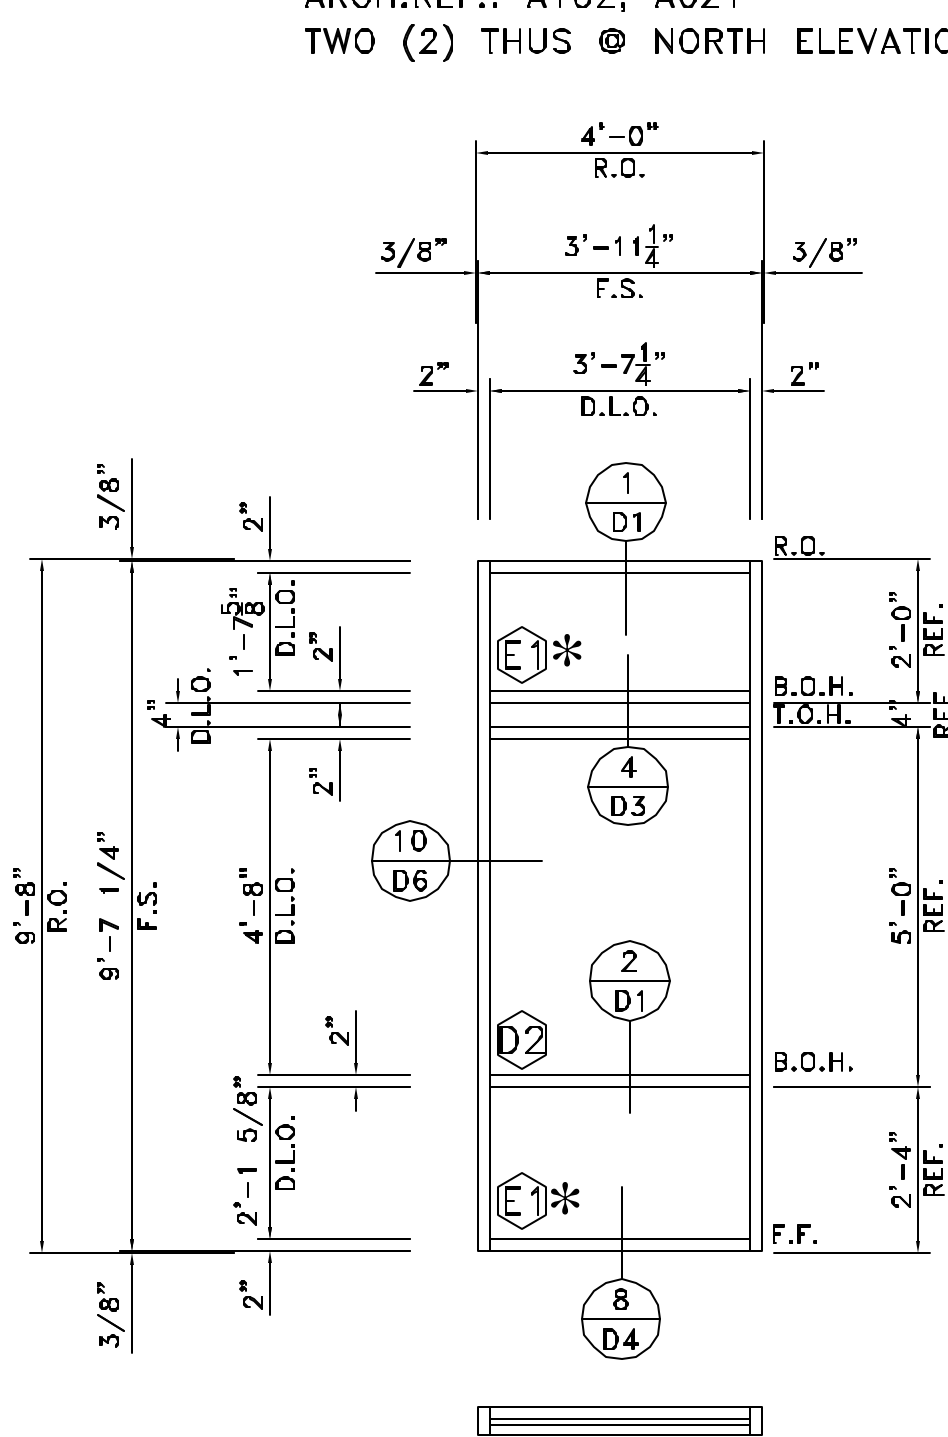 TWO (2) THUS @ NORTH
4'-0"
R.O.
3/8" 3'-11 1/4" 3/8"
F.S.
2" 3'-7 1/4" 2"
D.L.O.
1
D1
3/8"
2"
R.O.
1'-7 5/8"
D.L.O.
2'-0"
REF.
E1*
2"
B.O.H.
T.O.H.
4"
D.L.O.
4"
REF.
2"
4
D3
10
D6
9'-8"
R.O.
9'-7 1/4"
F.S.
4'-8"
D.L.O.
5'-0"
REF.
2
D1
D2
2"
B.O.H.
2'-1 5/8"
D.L.O.
2'-4"
REF.
E1*
F.F.
3/8"
2"
8
D4